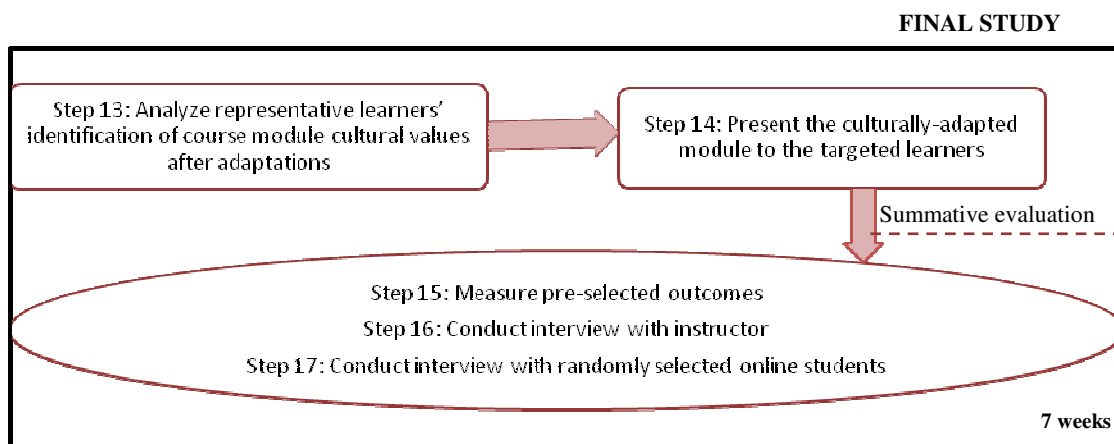 FINAL STUDY
Step 13: Analyze representative learners'
identification of course module cultural values
after adaptations
Step 14: Present the culturally-adapted
module to the targeted learners
Summative evaluation
Step 15: Measure pre-selected outcomes
Step 16: Conduct interview with instructor
Step 17: Conduct interview with randomly selected online students
7 weeks